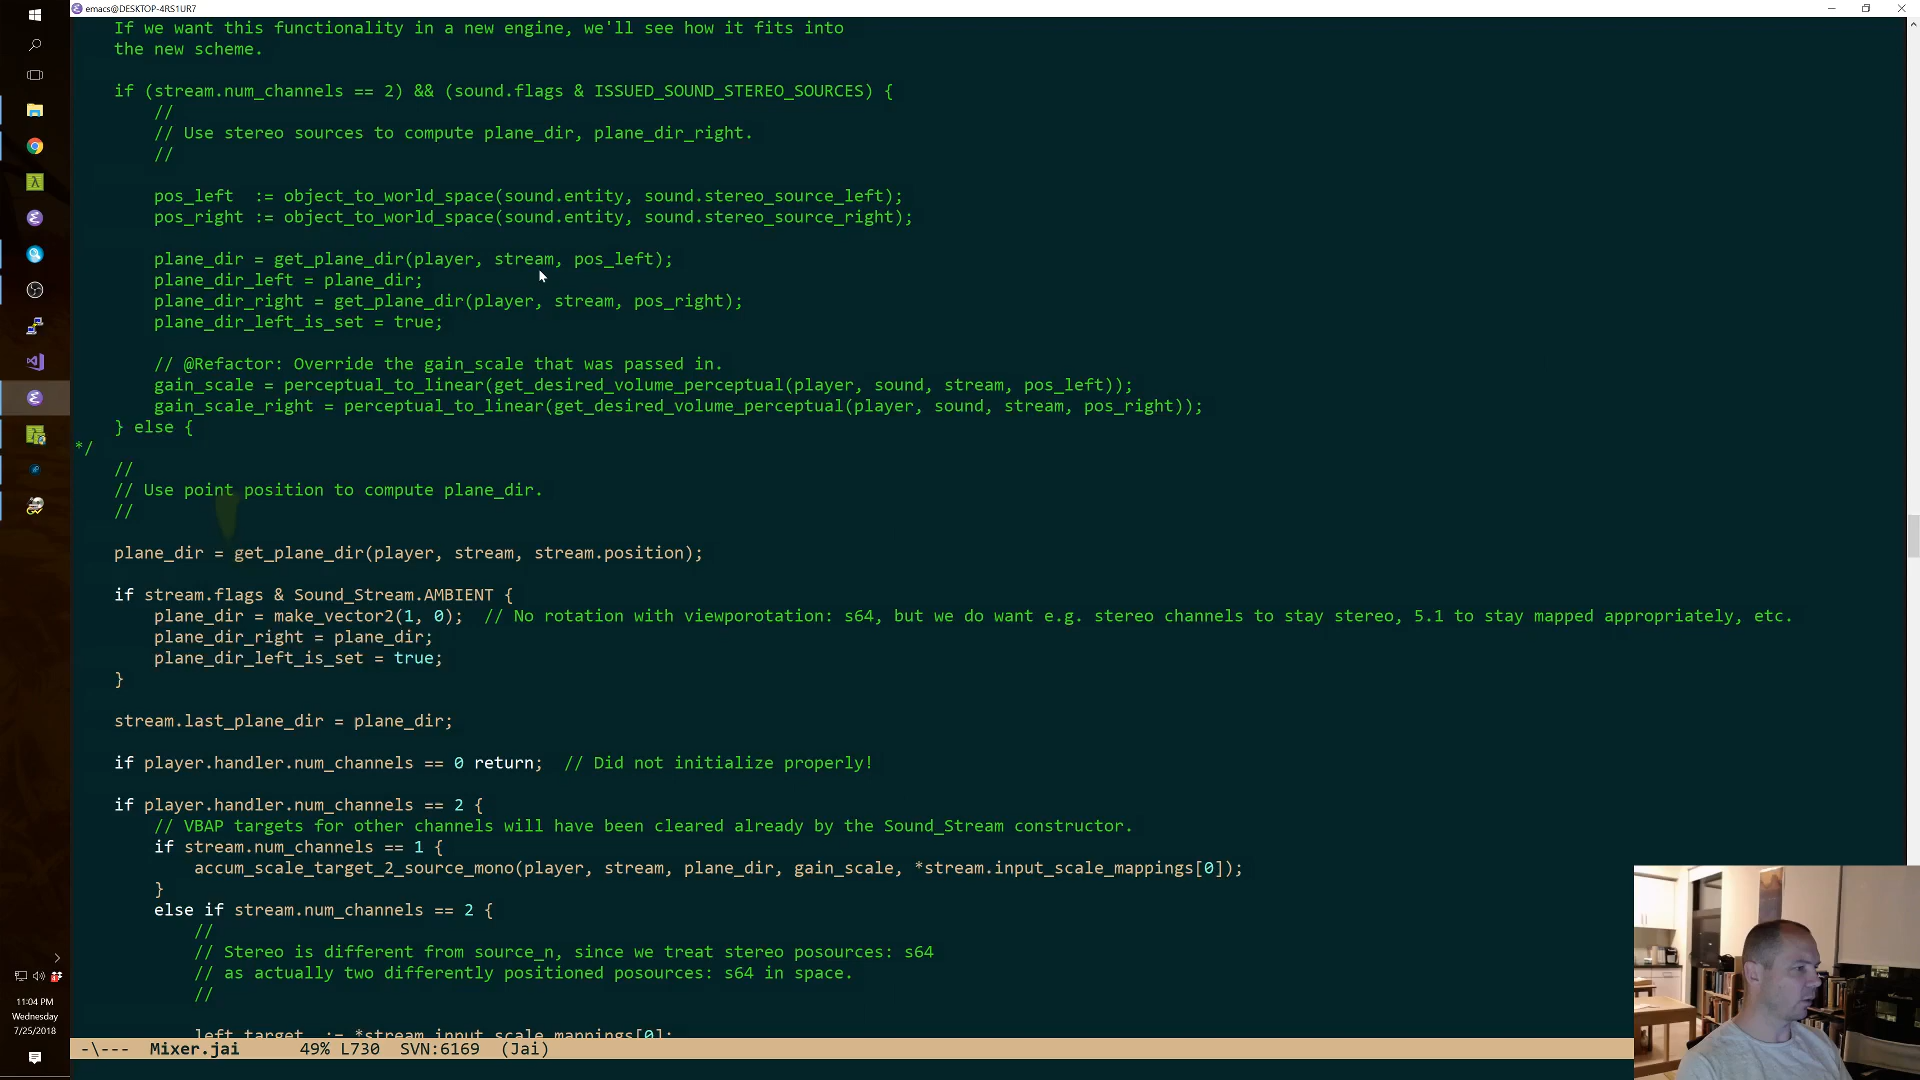 emacs@DESKTOP-4RS1UR7
If we want this functionality in a new engine, we'll see how it fits into
the new scheme.
if (stream.num_channels == 2) && (sound.flags & ISSUED_SOUND_STEREO_SOURCES) {
//
// Use stereo sources to compute plane_dir, plane_dir_right.
//
pos_left  := object_to_world_space(sound.entity, sound.stereo_source_left);
pos_right := object_to_world_space(sound.entity, sound.stereo_source_right);
plane_dir = get_plane_dir(player, stream, pos_left);
plane_dir_left = plane_dir;
plane_dir_right = get_plane_dir(player, stream, pos_right);
plane_dir_left_is_set = true;
// @Refactor: Override the gain_scale that was passed in.
gain_scale = perceptual_to_linear(get_desired_volume_perceptual(player, sound, stream, pos_left));
gain_scale_right = perceptual_to_linear(get_desired_volume_perceptual(player, sound, stream, pos_right));
} else {
*/
//
// Use point position to compute plane_dir.
//
plane_dir = get_plane_dir(player, stream, stream.position);
if stream.flags & Sound_Stream.AMBIENT {
plane_dir = make_vector2(1, 0);  // No rotation with viewporotation: s64, but we do want e.g. stereo channels to stay stereo, 5.1 to stay mapped appropriately, etc.
plane_dir_right = plane_dir;
plane_dir_left_is_set = true;
}
stream.last_plane_dir = plane_dir;
if player.handler.num_channels == 0 return;  // Did not initialize properly!
if player.handler.num_channels == 2 {
// VBAP targets for other channels will have been cleared already by the Sound_Stream constructor.
if stream.num_channels == 1 {
accum_scale_target_2_source_mono(player, stream, plane_dir, gain_scale, *stream.input_scale_mappings[0]);
}
else if stream.num_channels == 2 {
//
// Stereo is different from source_n, since we treat stereo posources: s64
// as actually two differently positioned posources: s64 in space.
//
left_target  := *stream.input_scale_mappings[0];
-\---  Mixer.jai      49% L730  SVN:6169  (Jai)
11:04 PM
Wednesday
7/25/2018